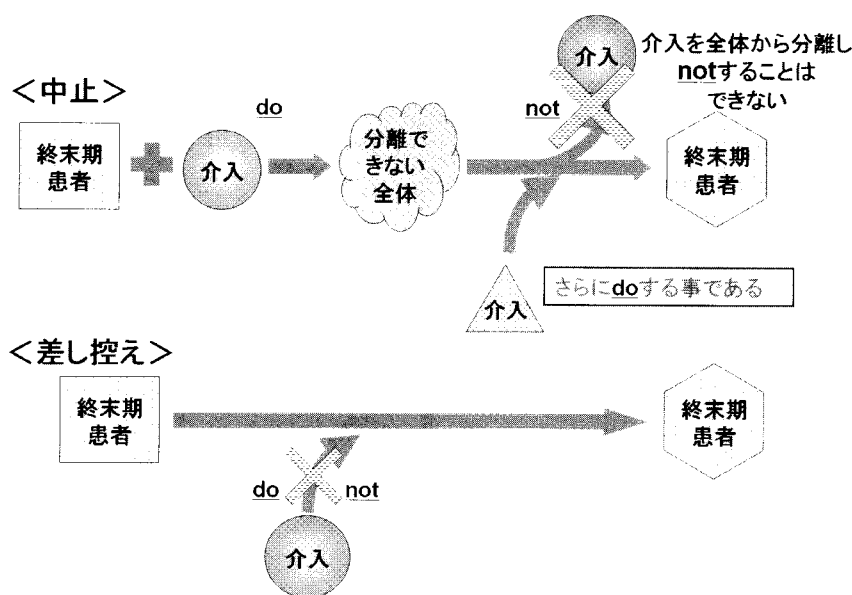 介入
介入を全体から分離し
notすることは
できない
<中止>
do
not
終末期
患者
介入
分離で
きない
全体
終末期
患者
介入
さらにdoする事である
<差し控え>
終末期
患者
終末期
患者
do
not
介入